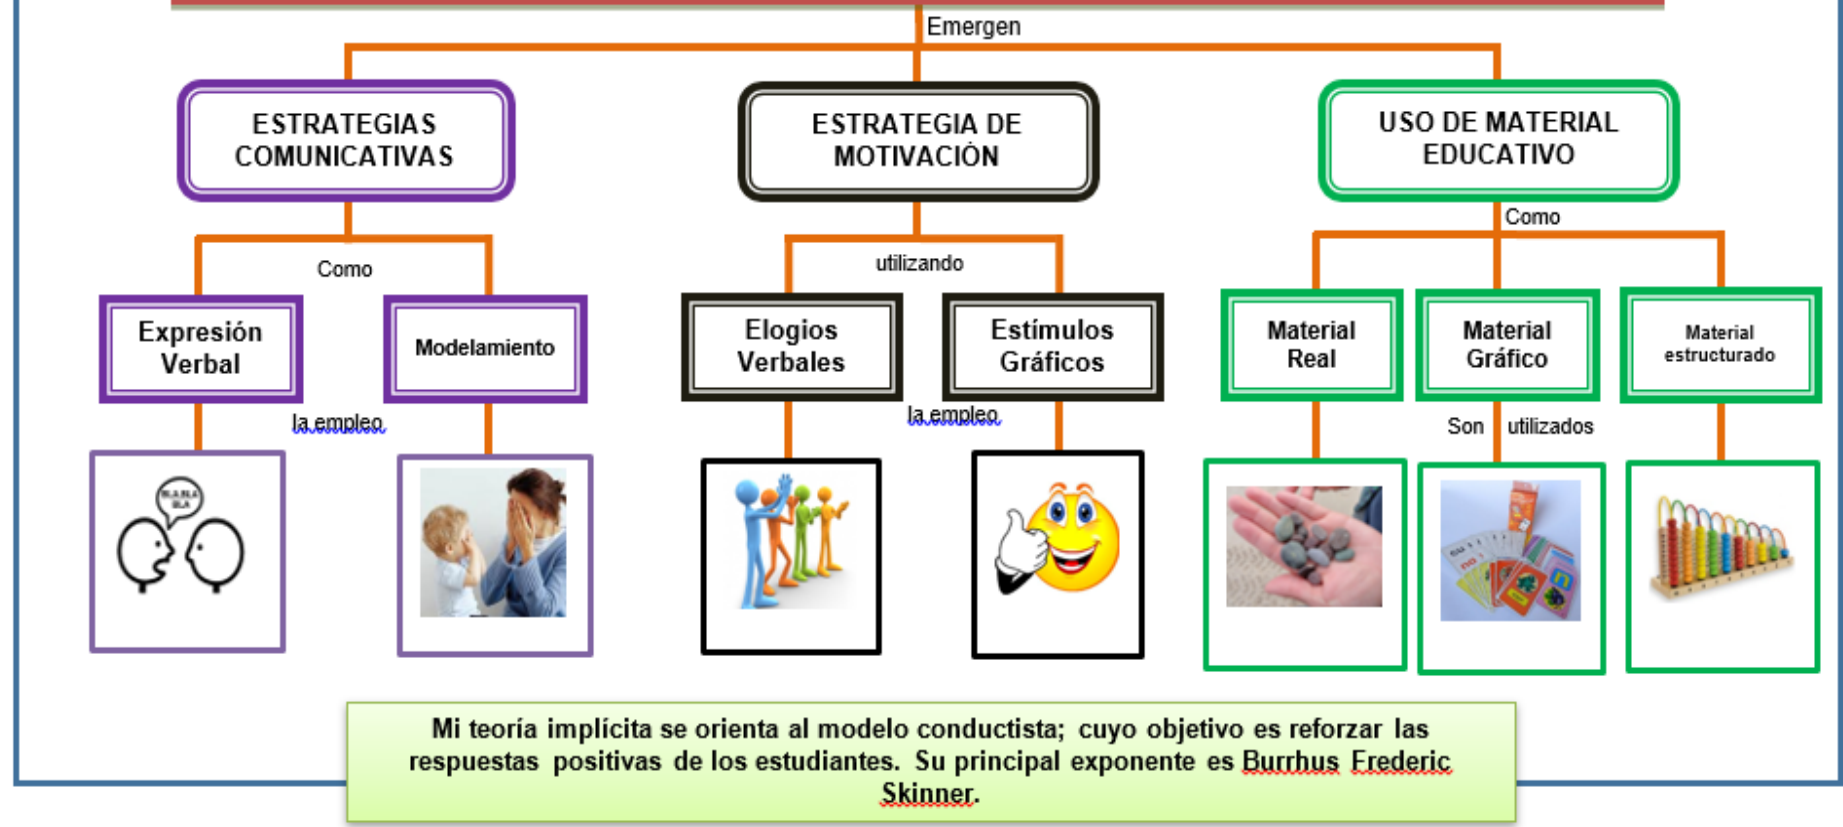 Emergen
ESTRATEGIAS
COMUNICATIVAS
ESTRATEGIA DE
MOTIVACIÓN
USO DE MATERIAL
EDUCATIVO
Como
utilizando
Como
Expresión
Verbal
Modelamiento
Elogios
Verbales
Estímulos
Gráficos
Material
Real
Material
Gráfico
Material
estructurado
la empleo
la empleo
Son utilizados
BLA BLA
BLA
Mi teoría implícita se orienta al modelo conductista; cuyo objetivo es reforzar las
respuestas positivas de los estudiantes. Su principal exponente es Burrhus Frederic
Skinner.